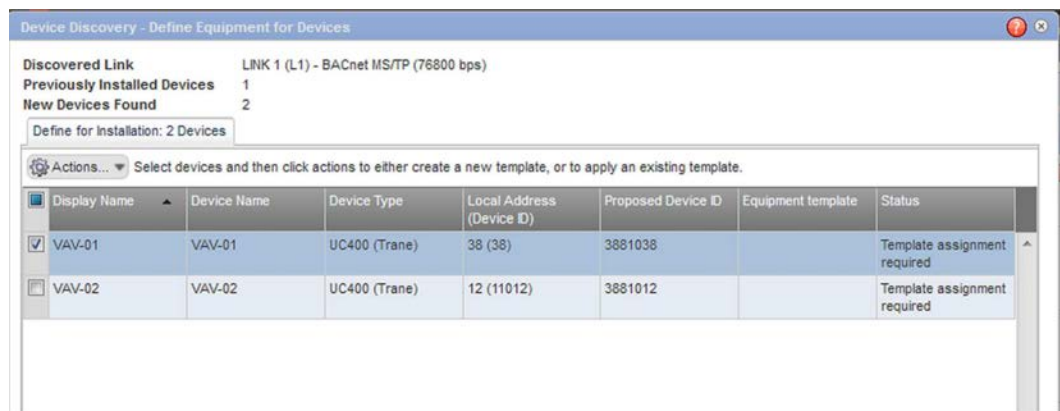 Device Discovery - Define Equipment for Devices
?
Discovered Link LINK 1 (L1) - BACnet MS/TP (76800 bps)
Previously Installed Devices 1
New Devices Found 2
Define for Installation: 2 Devices
Actions... Select devices and then click actions to either create a new template, or to apply an existing template.
Display Name Device Name Device Type Local Address Proposed Device ID Equipment template Status
(Device ID)
VAV-01 VAV-01 UC400 (Trane) 38 (38) 3881038 Template assignment
required
VAV-02 VAV-02 UC400 (Trane) 12 (11012) 3881012 Template assignment
required